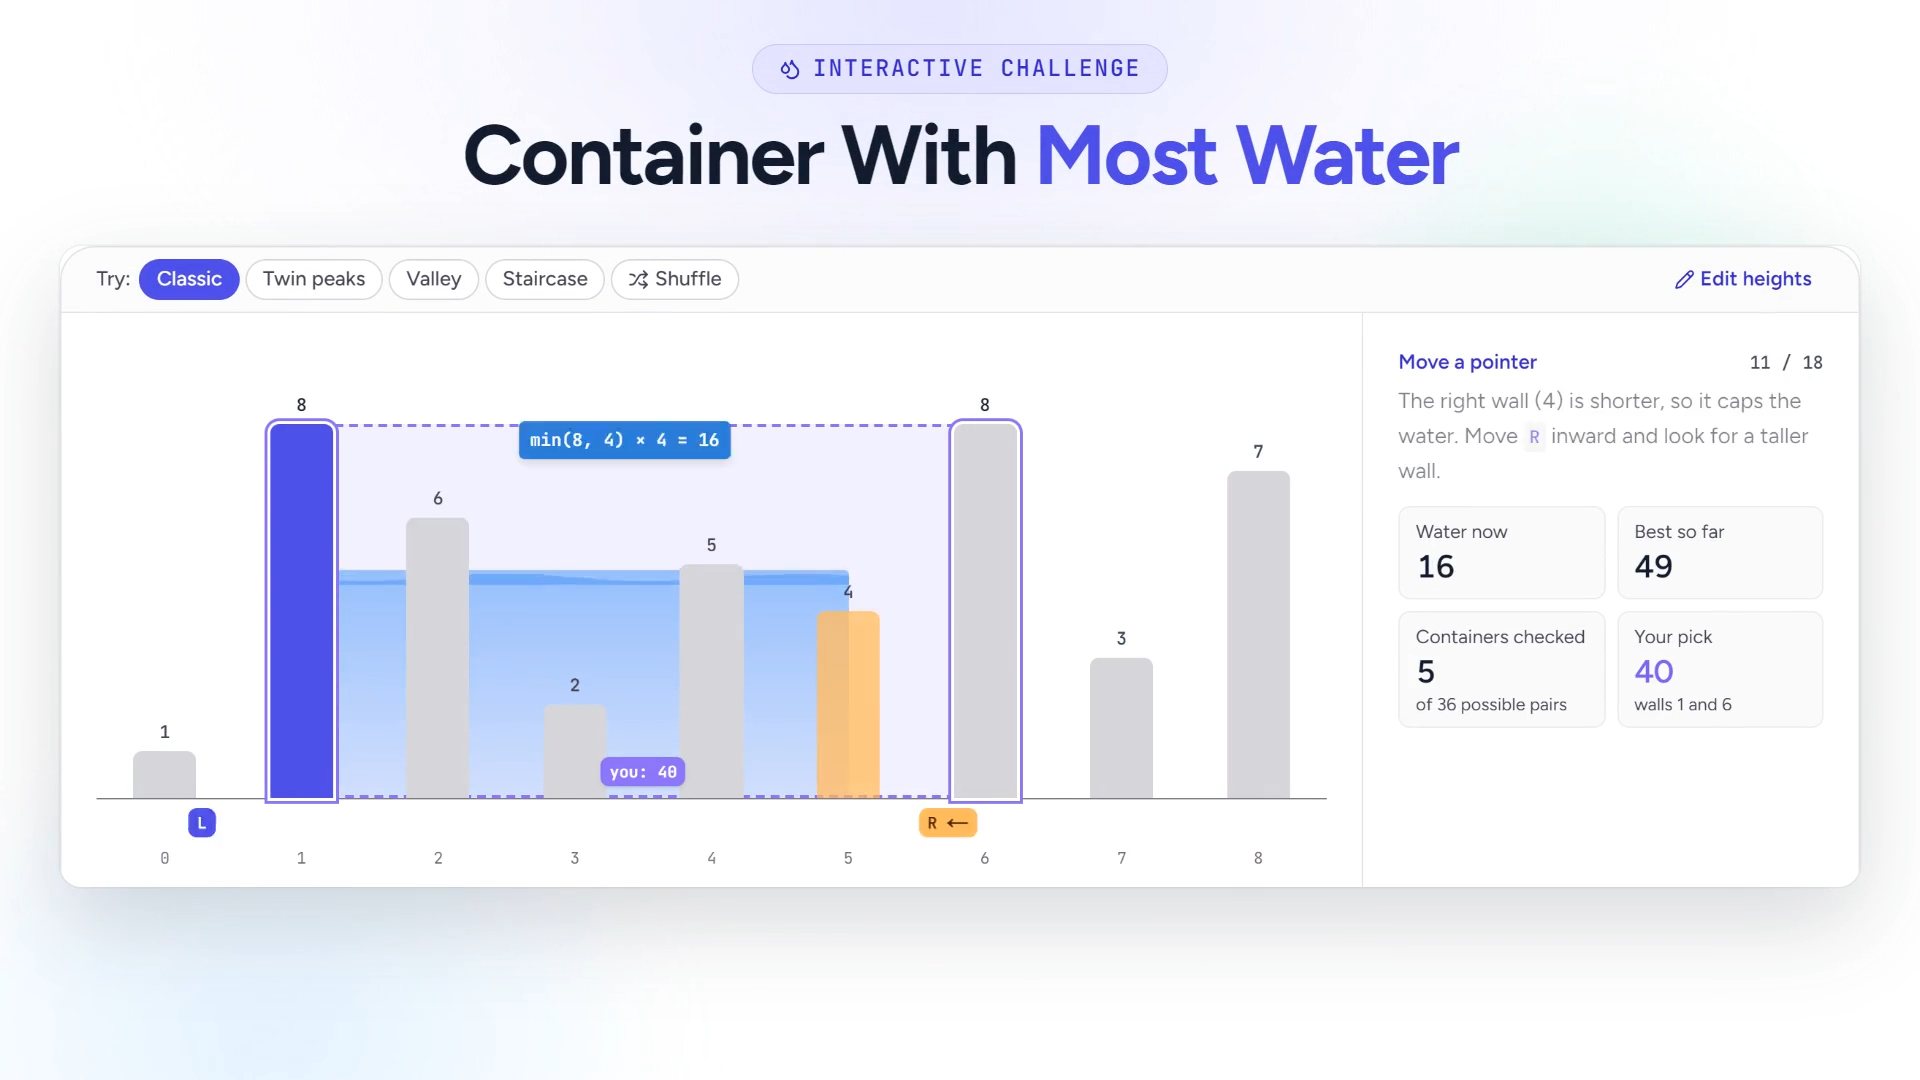 INTERACTIVE CHALLENGE
Container With Most Water
Try: Classic Twin peaks Valley Staircase Shuffle Edit heights
Move a pointer 11 / 18
The right wall (4) is shorter, so it caps the
water. Move R inward and look for a taller
wall.
Water now
16
Best so far
49
Containers checked
5
of 36 possible pairs
Your pick
40
walls 1 and 6
8
8
min(8, 4) × 4 = 16
7
6
5
4
3
2
1
you: 40
L
R ←
0 1 2 3 4 5 6 7 8